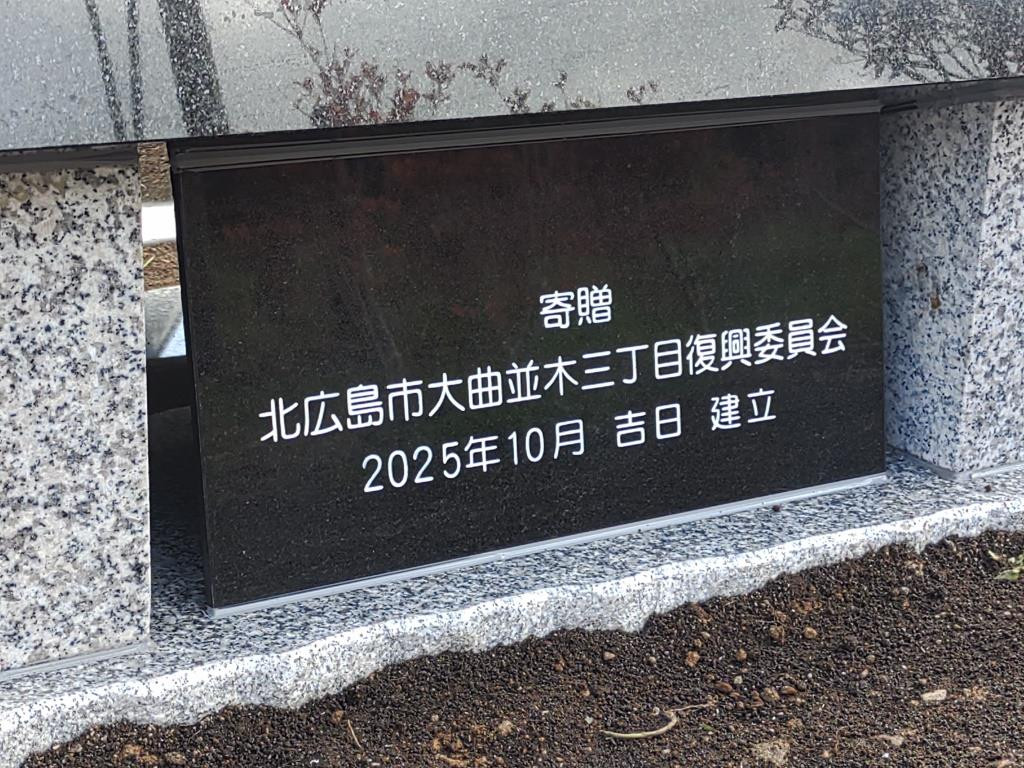 寄贈
北広島市大曲並木三丁目復興委員会
2025年10月 吉日 建立